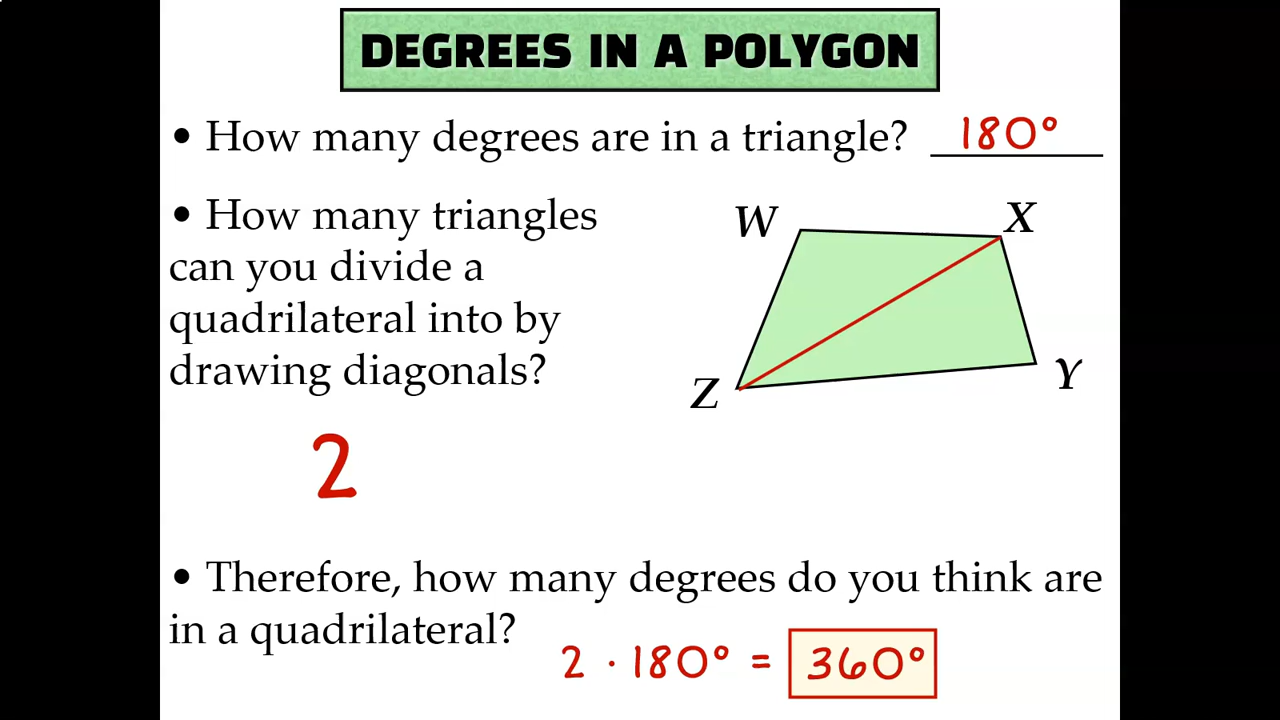 DEGREES IN A POLYGON
• How many degrees are in a triangle? 180°
• How many triangles
can you divide a
quadrilateral into by
drawing diagonals?
W
X
Z
Y
2
• Therefore, how many degrees do you think are
in a quadrilateral?
2 · 180° = 360°